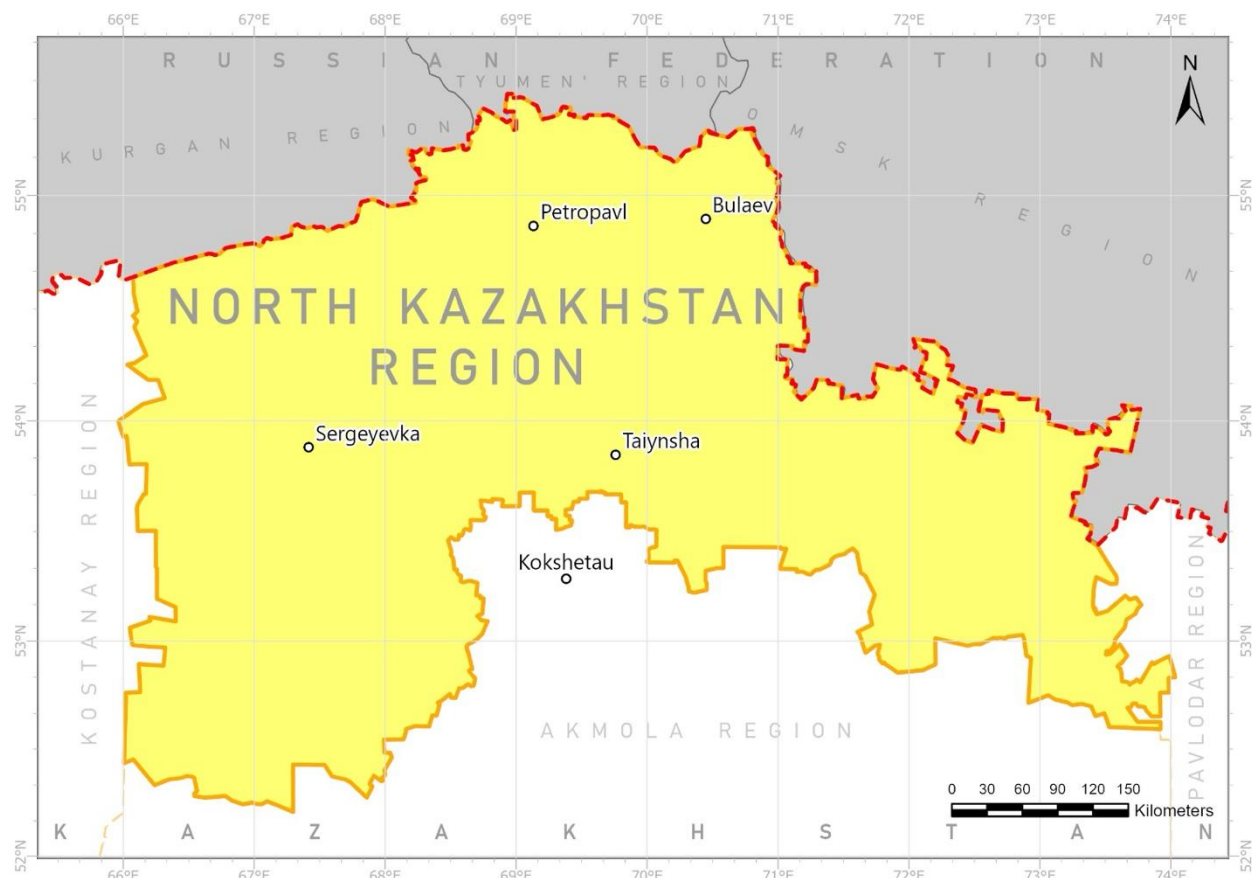 66°E 67°E 68°E 69°E 70°E 71°E 72°E 73°E 74°E
RUSSIAN FEDERATION
TYUMEN' REGION
N
KURGAN REGION
OMSK REGION
55°N
55°N
Petropavl
Bulaev
NORTH KAZAKHSTAN
REGION
54°N
54°N
Sergeyevka
Taiynsha
KOSTANAY REGION
Kokshetau
PAVLODAR REGION
53°N
53°N
AKMOLA REGION
0 30 60 90 120 150
Kilometers
KAZAKHSTAN
52°N
52°N
66°E 67°E 68°E 69°E 70°E 71°E 72°E 73°E 74°E